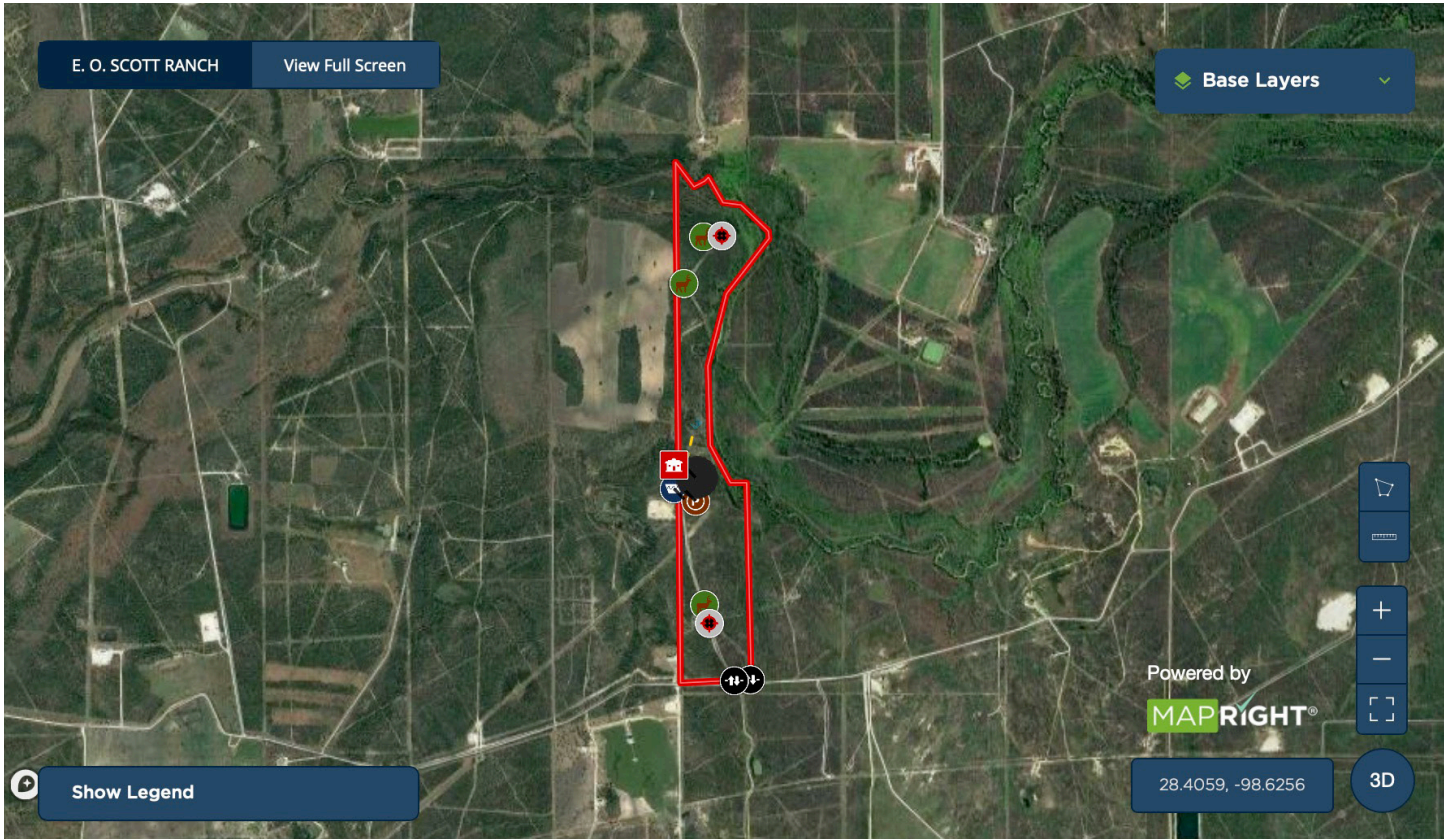 E. O. SCOTT RANCH
View Full Screen
Base Layers
Powered by
MAPRIGHT®
28.4059, -98.6256
3D
Show Legend